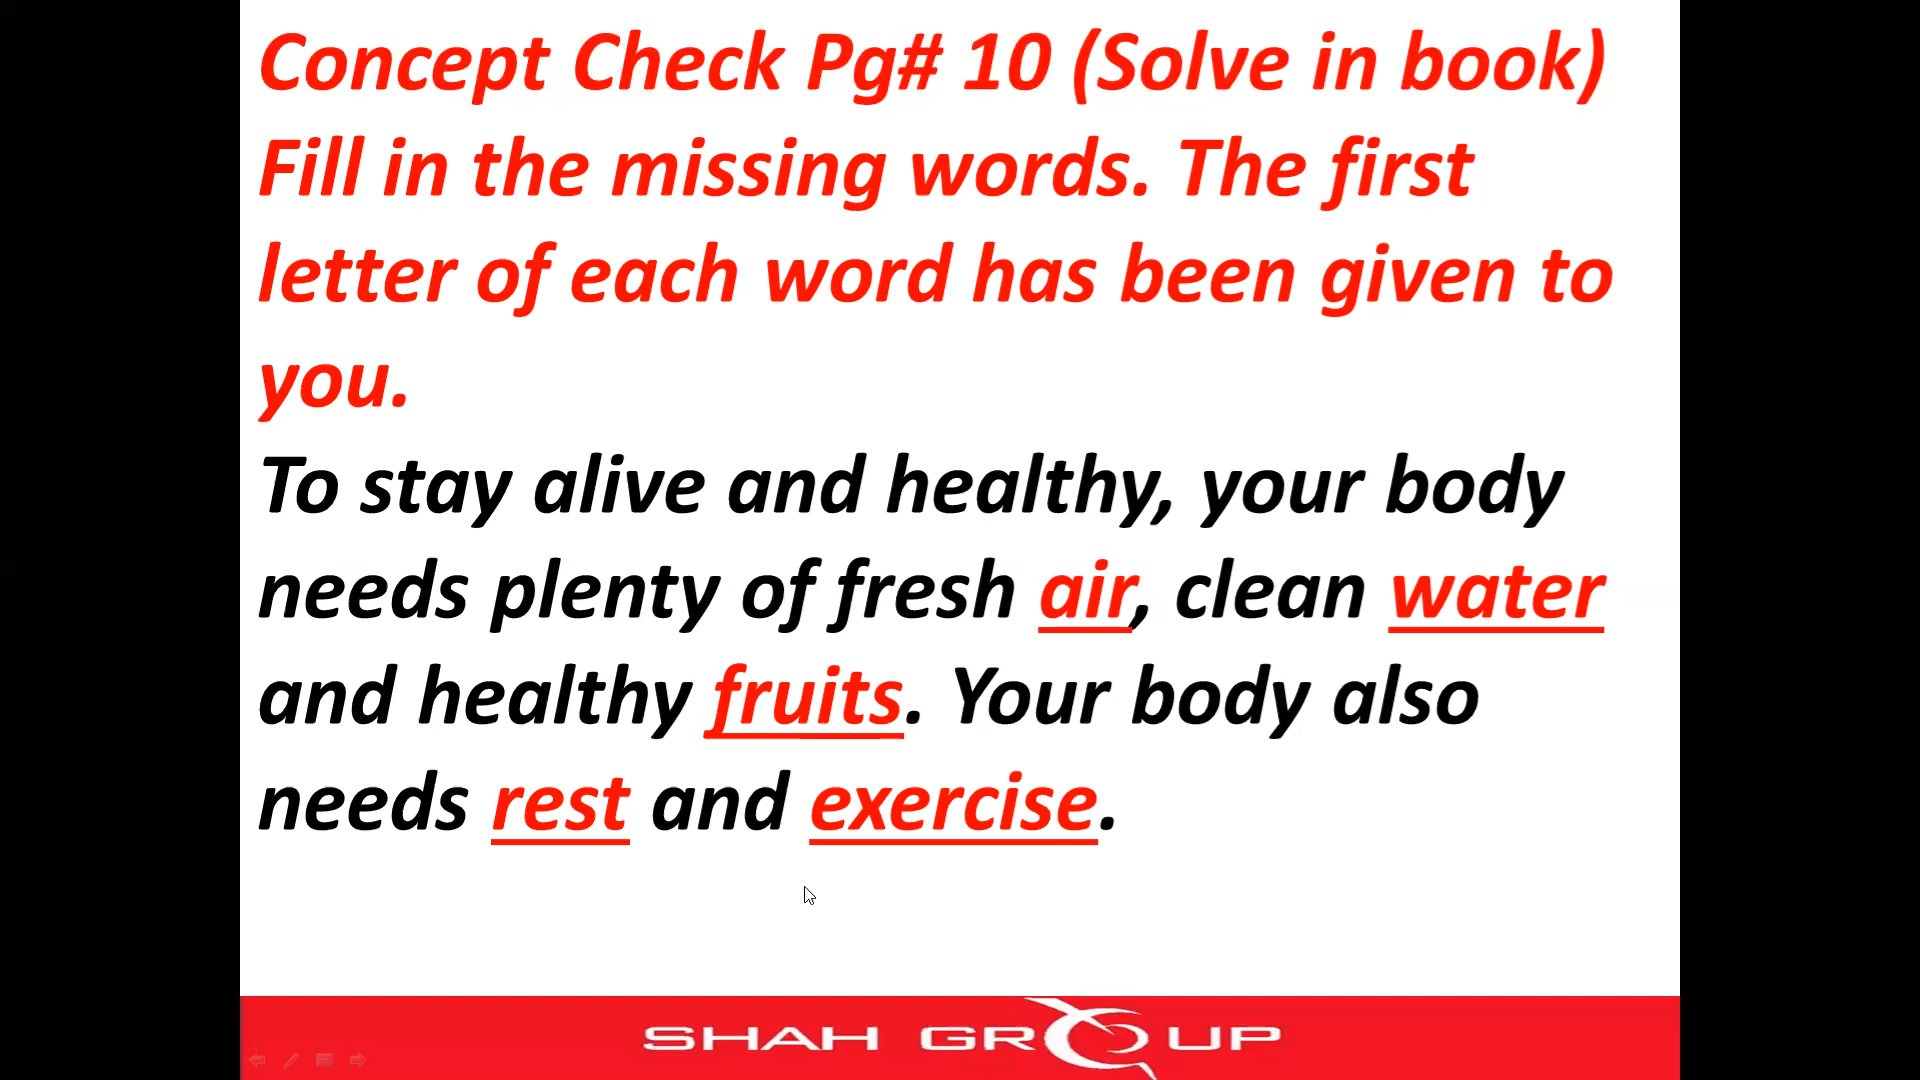 Concept Check Pg# 10 (Solve in book)
Fill in the missing words. The first
letter of each word has been given to
you.
To stay alive and healthy, your body
needs plenty of fresh air, clean water
and healthy fruits. Your body also
needs rest and exercise.
SHAH GROUP